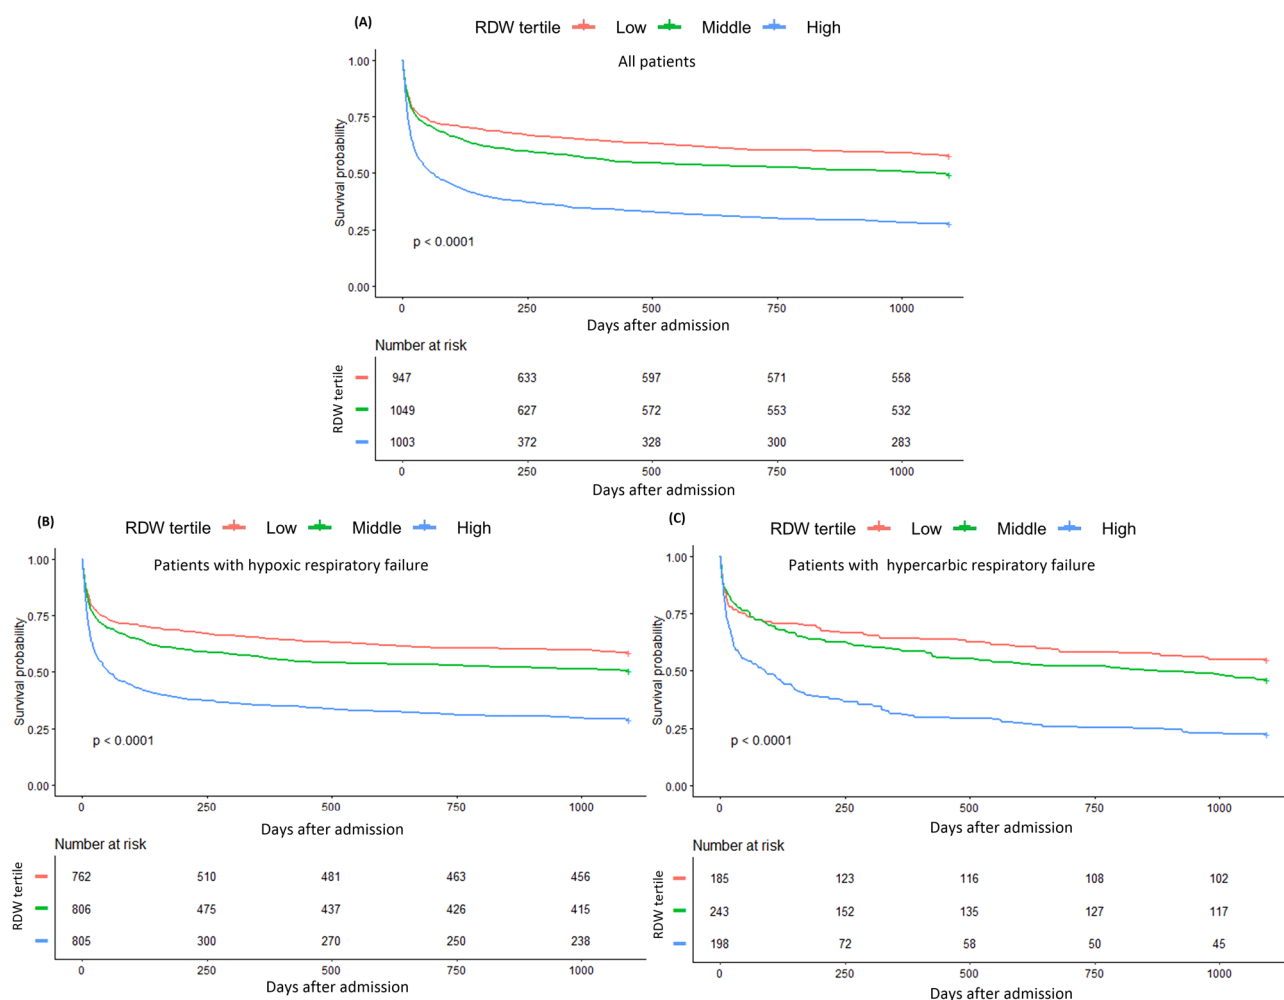 (A)
RDW tertile Low Middle High
All patients
Survival probability
1.00
0.75
0.50
0.25
0.00
p < 0.0001
0 250 500 750 1000
Days after admission
Number at risk
RDW tertile
947 633 597 571 558
1049 627 572 553 532
1003 372 328 300 283
0 250 500 750 1000
Days after admission
(B)
RDW tertile Low Middle High
Patients with hypoxic respiratory failure
Survival probability
1.00
0.75
0.50
0.25
0.00
p < 0.0001
0 250 500 750 1000
Days after admission
Number at risk
RDW tertile
762 510 481 463 456
806 475 437 426 415
805 300 270 250 238
0 250 500 750 1000
Days after admission
(C)
RDW tertile Low Middle High
Patients with hypercarbic respiratory failure
Survival probability
1.00
0.75
0.50
0.25
0.00
p < 0.0001
0 250 500 750 1000
Days after admission
Number at risk
RDW tertile
185 123 116 108 102
243 152 135 127 117
198 72 58 50 45
0 250 500 750 1000
Days after admission